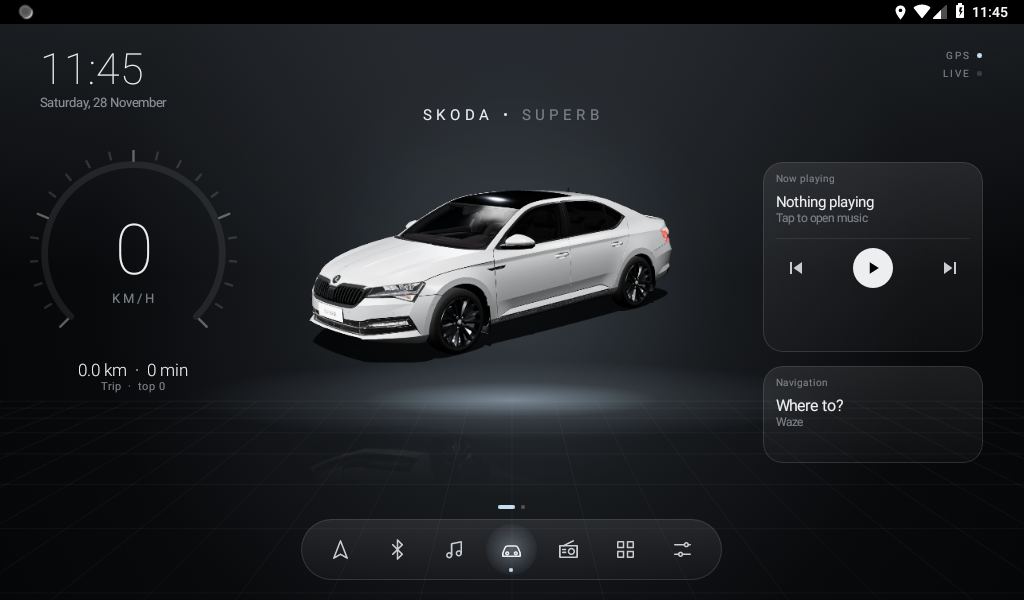 11:45
11:45
Saturday, 28 November
GPS
LIVE
SKODA • SUPERB
0
KM/H
0.0 km · 0 min
Trip · top 0
Now playing
Nothing playing
Tap to open music
Navigation
Where to?
Waze